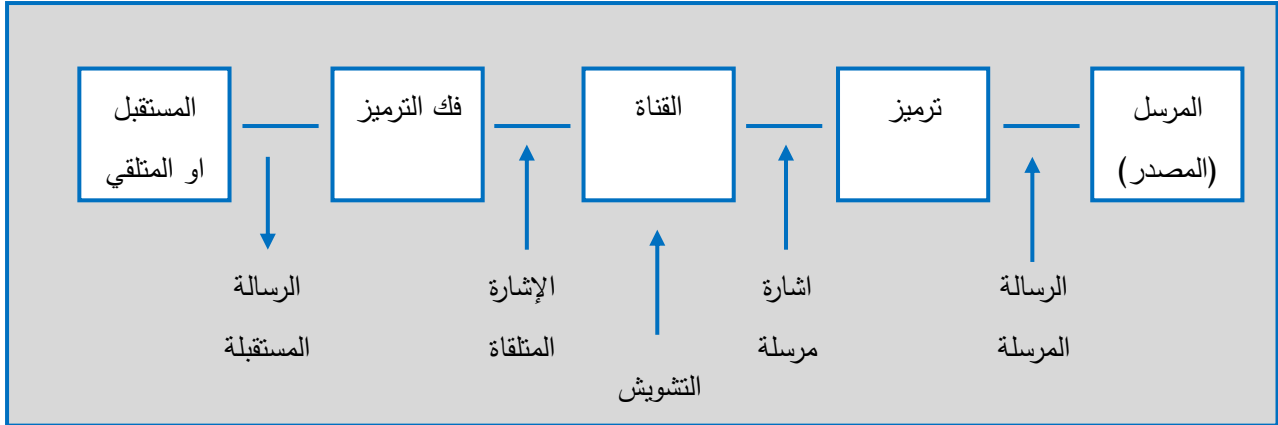 المرسل
(المصدر)
ترميز
القناة
فك الترميز
المستقبل
او المتلقي
الرسالة
المرسلة
اشارة
مرسلة
التشويش
الإشارة
المتلقاة
الرسالة
المستقبلة